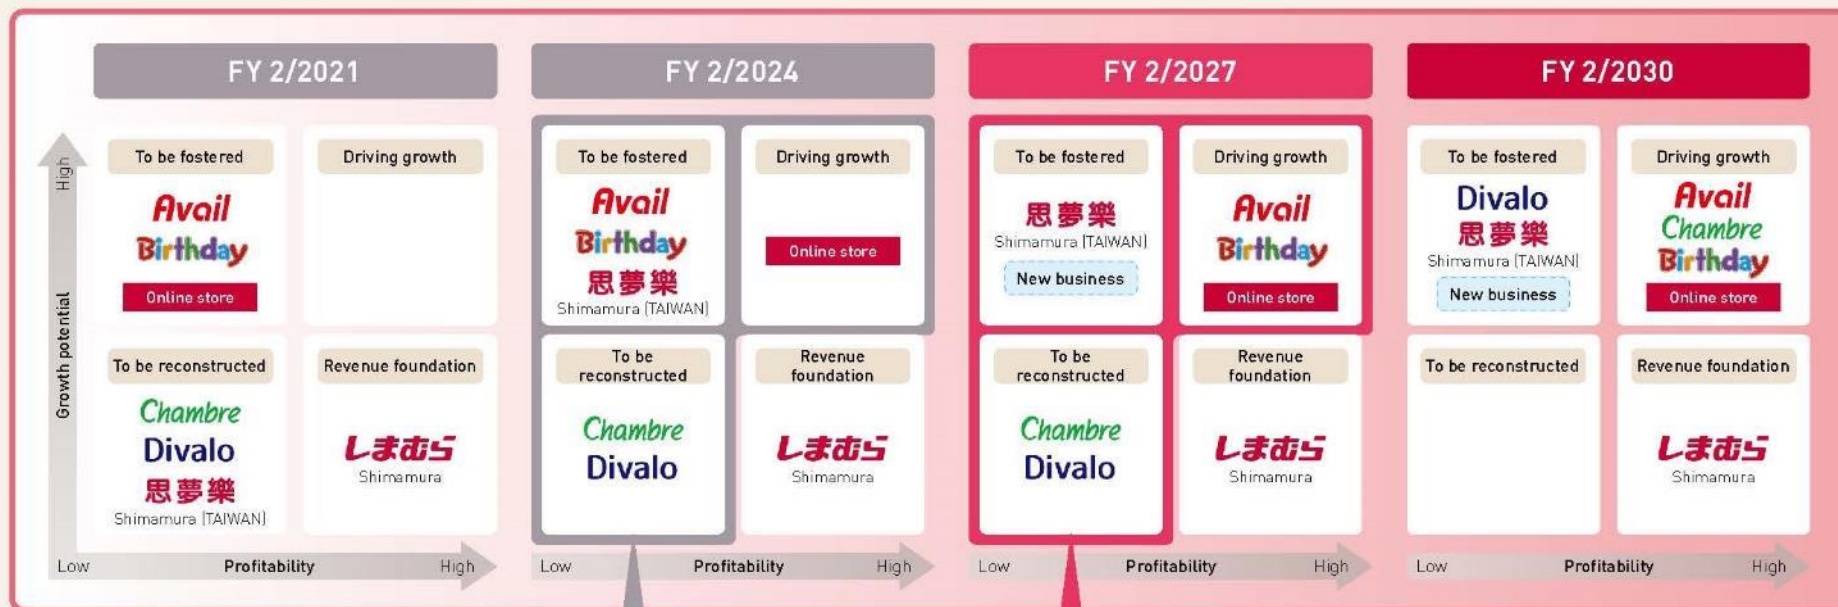 FY 2/2021
High
Growth potential
To be fostered
Avail
Birthday
Online store
Driving growth
To be reconstructed
Chambre
Divalo
思夢樂
Shimamura (TAIWAN)
Revenue foundation
しまむら
Shimamura
Low
Profitability
High
FY 2/2024
To be fostered
Avail
Birthday
思夢樂
Shimamura (TAIWAN)
Driving growth
Online store
To be
reconstructed
Chambre
Divalo
Revenue
foundation
しまむら
Shimamura
Low
Profitability
High
FY 2/2027
To be fostered
思夢樂
Shimamura (TAIWAN)
New business
Driving growth
Avail
Birthday
Online store
To be
reconstructed
Chambre
Divalo
Revenue
foundation
しまむら
Shimamura
Low
Profitability
High
FY 2/2030
To be fostered
Divalo
思夢樂
Shimamura (TAIWAN)
New business
Driving growth
Avail
Chambre
Birthday
Online store
To be reconstructed
Revenue foundation
しまむら
Shimamura
Low
Profitability
High